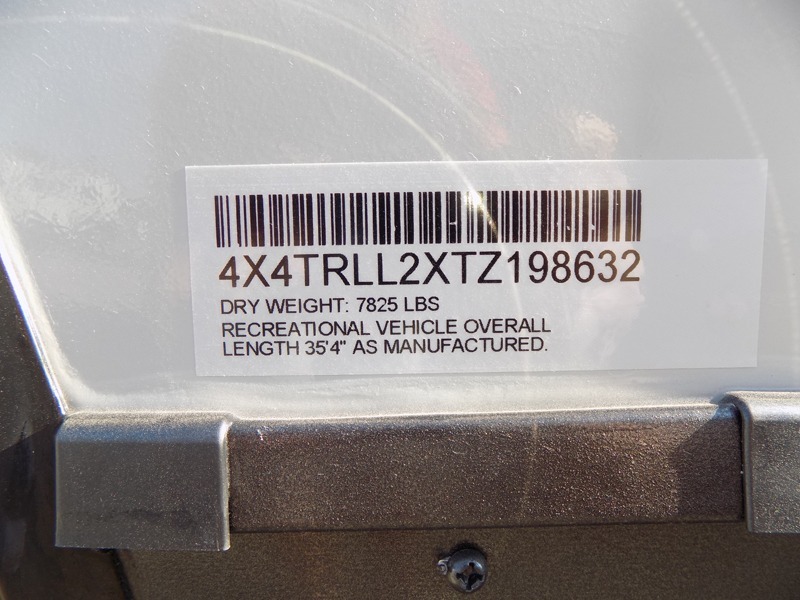 4X4TRLL2XTZ198632
DRY WEIGHT: 7825 LBS
RECREATIONAL VEHICLE OVERALL
LENGTH 35'4" AS MANUFACTURED.